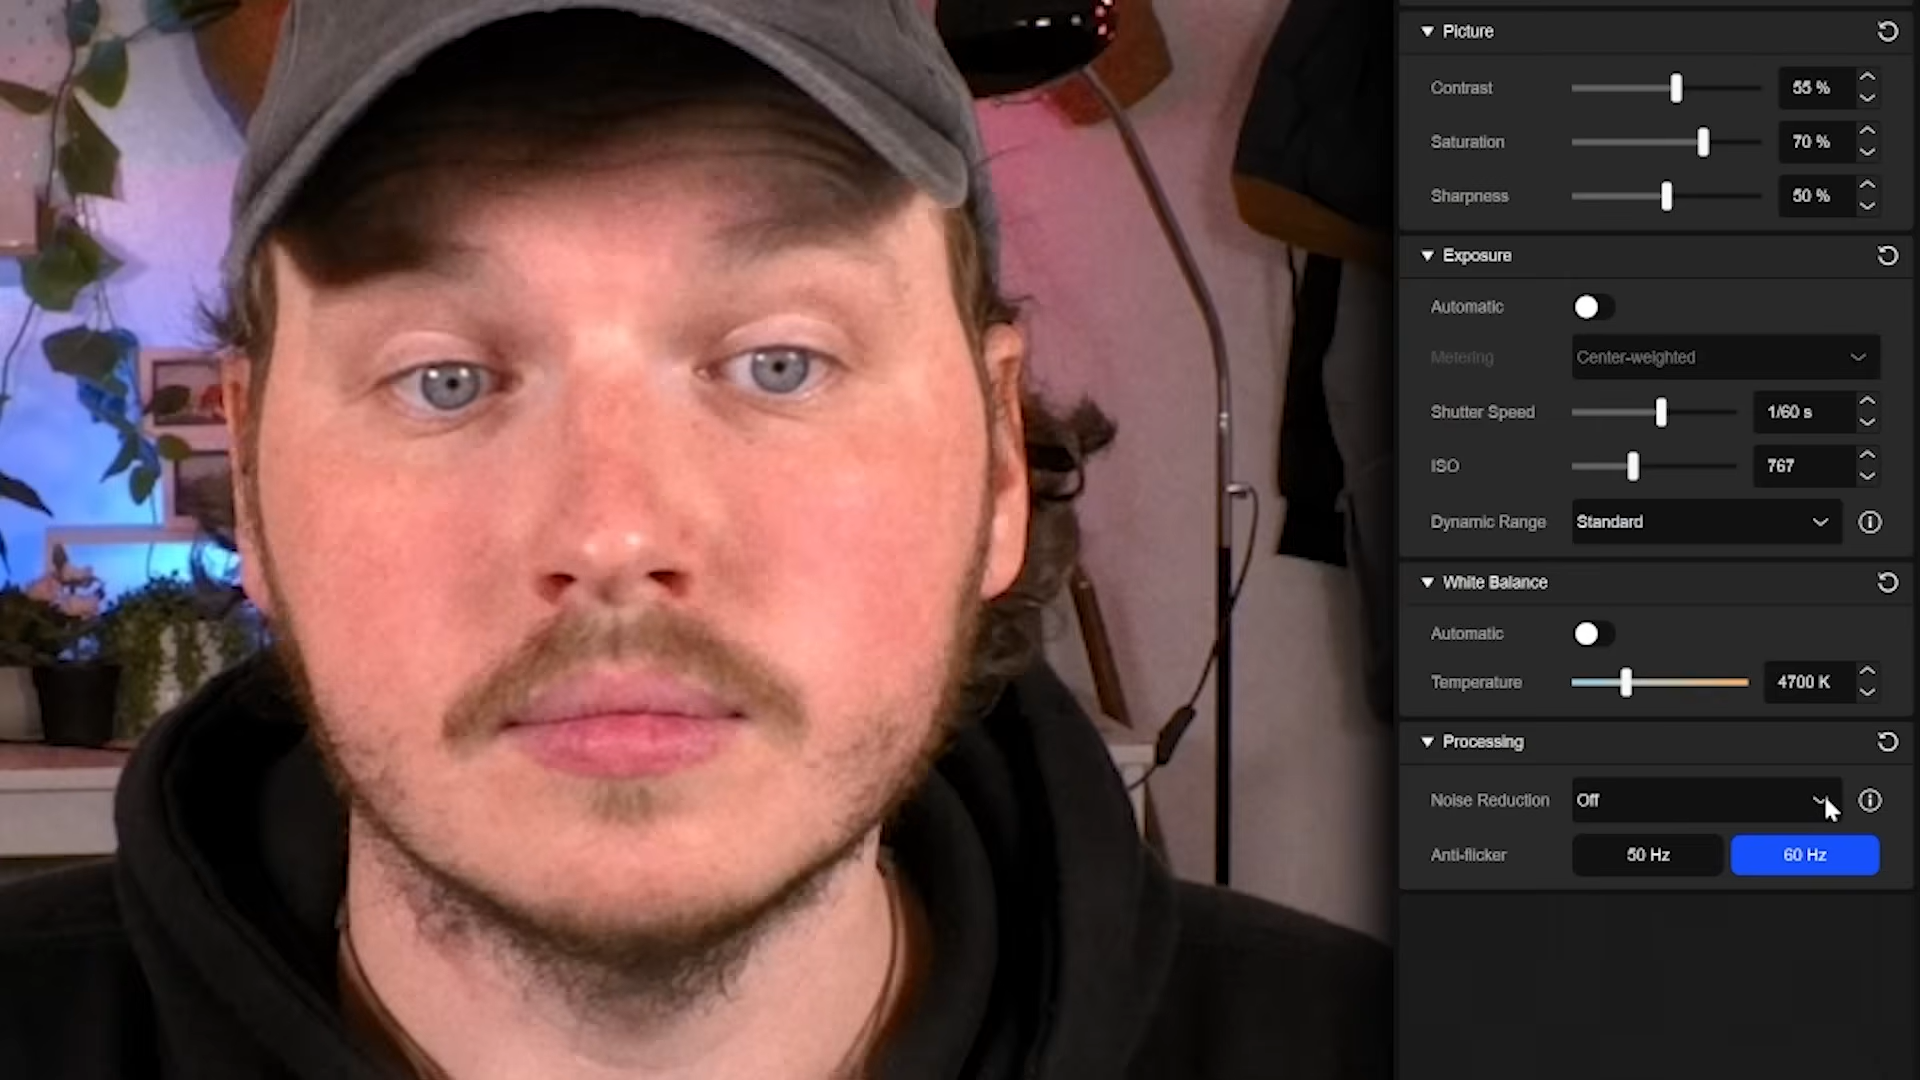 Picture
Contrast 55 %
Saturation 70 %
Sharpness 50 %
Exposure
Automatic
Metering Center-weighted
Shutter Speed 1/60 s
ISO 767
Dynamic Range Standard
White Balance
Automatic
Temperature 4700 K
Processing
Noise Reduction Off
Anti-flicker 50 Hz 60 Hz